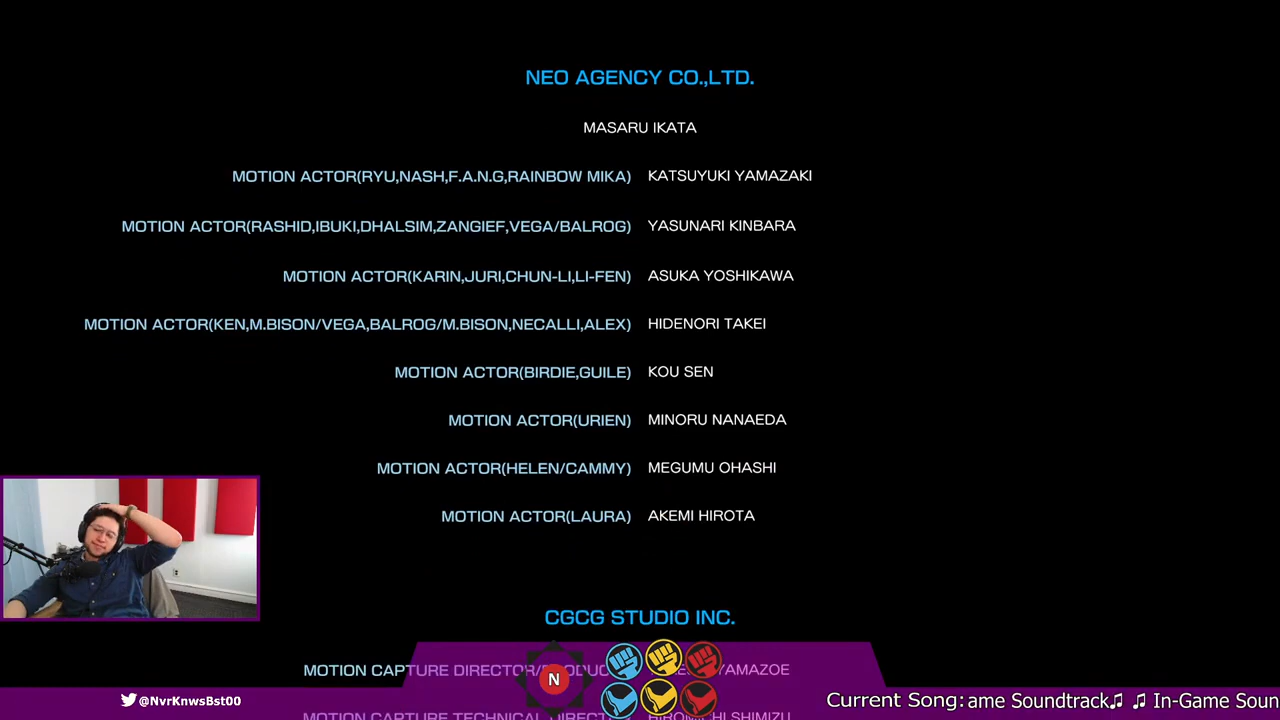 NEO AGENCY CO.,LTD.
MASARU IKATA
MOTION ACTOR(RYU,NASH,F.A.N.G,RAINBOW MIKA) KATSUYUKI YAMAZAKI
MOTION ACTOR(RASHID,IBUKI,DHALSIM,ZANGIEF,VEGA/BALROG) YASUNARI KINBARA
MOTION ACTOR(KARIN,JURI,CHUN-LI,LI-FEN) ASUKA YOSHIKAWA
MOTION ACTOR(KEN,M.BISON/VEGA,BALROG/M.BISON,NECALLI,ALEX) HIDENORI TAKEI
MOTION ACTOR(BIRDIE,GUILE) KOU SEN
MOTION ACTOR(URIEN) MINORU NANAEDA
MOTION ACTOR(HELEN/CAMMY) MEGUMU OHASHI
MOTION ACTOR(LAURA) AKEMI HIROTA
CGCG STUDIO INC.
MOTION CAPTURE YAMAZOE
N
@NvrKnwsBst00
Current Song: ame Soundtrack♫ ♫ In-Game Soun
MOTION CAPTURE TECHNICAL SHIMIZU